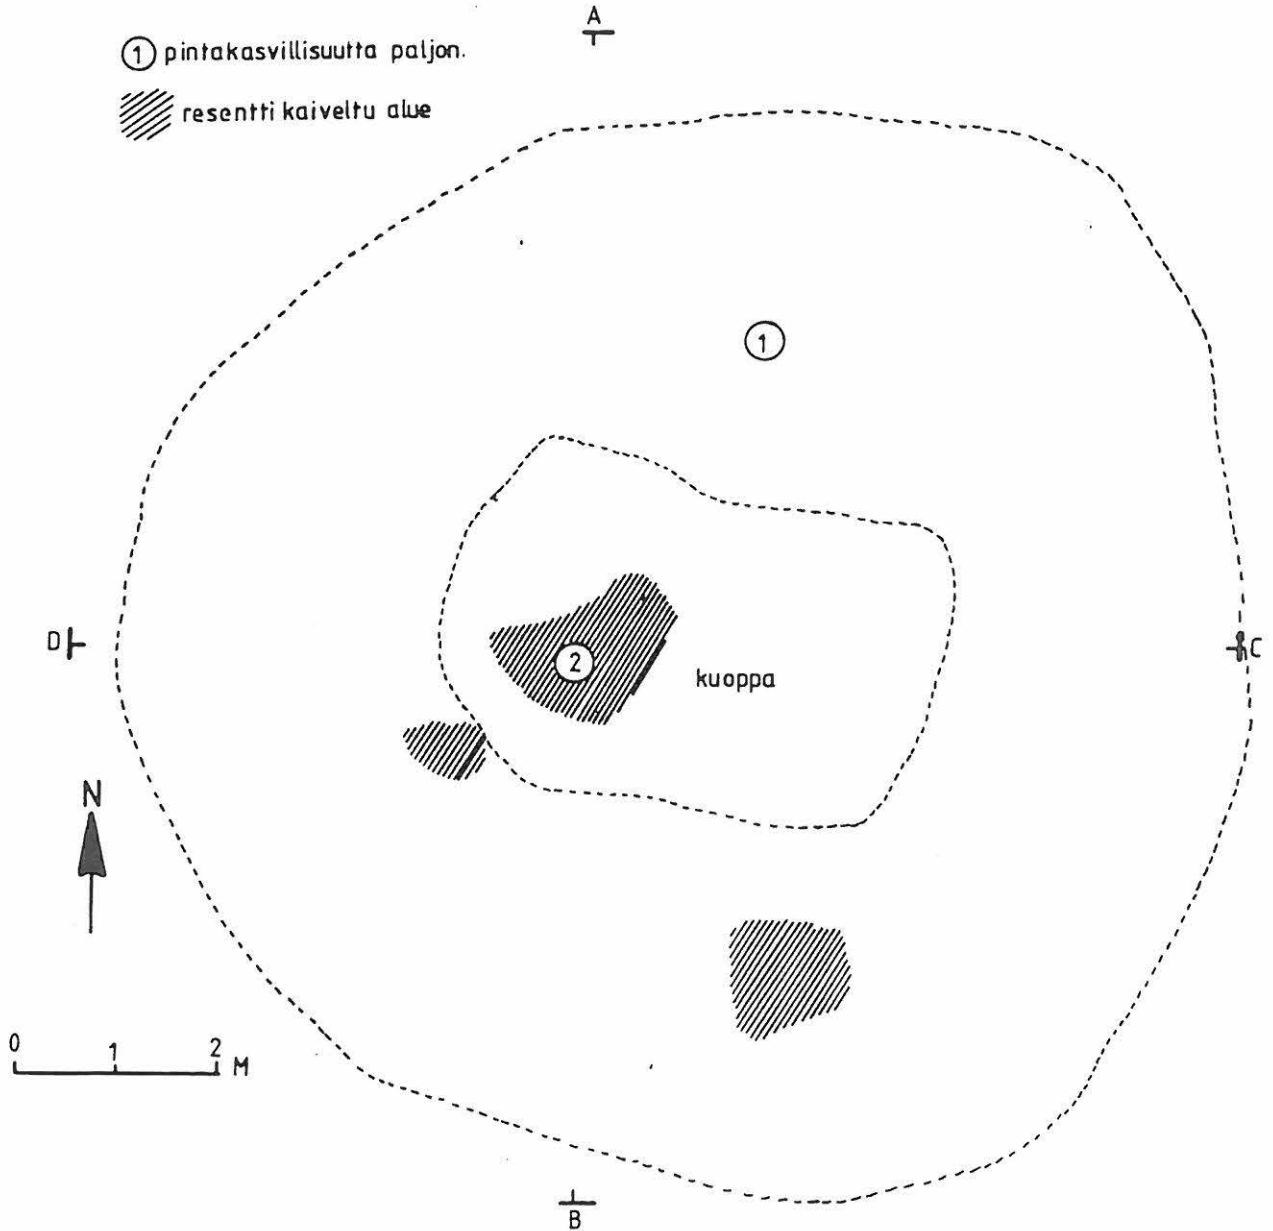 A
① pintakasvillisuutta paljon.
resentti kaiveltu alue
①
D
②
kuoppa
C
N
0 1 2 M
B